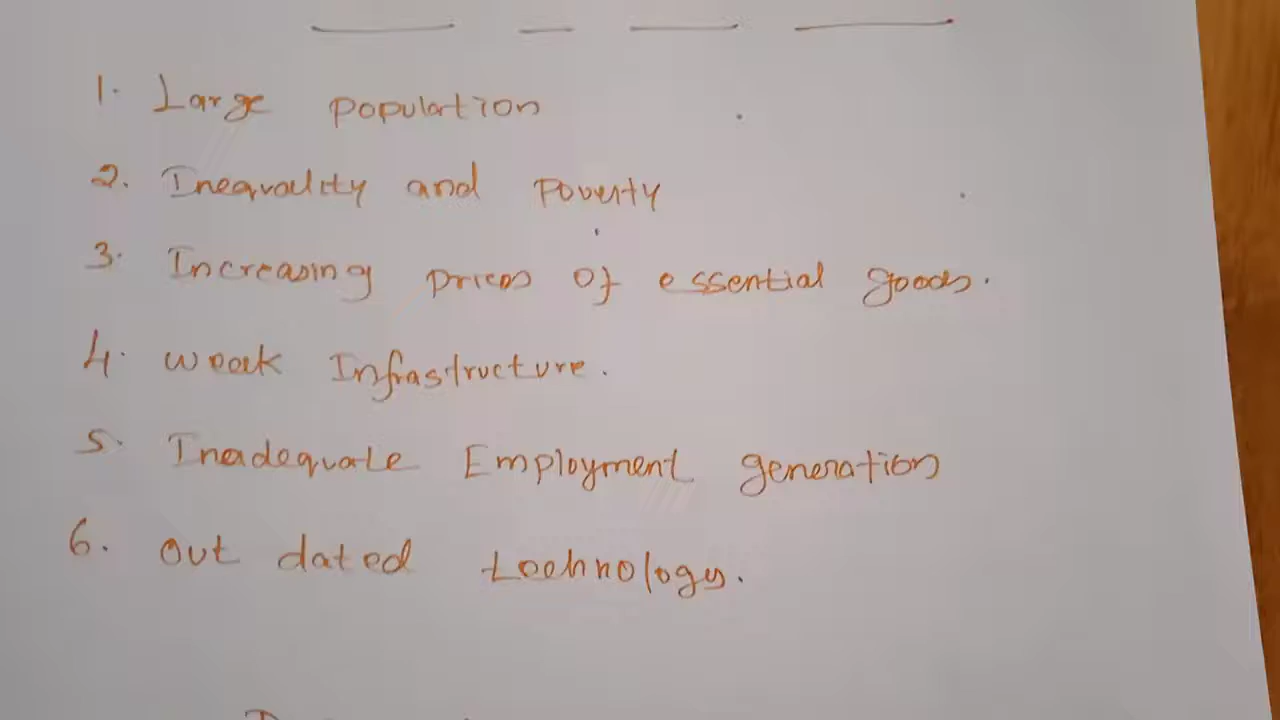 1. Large population
2. Inequality and Poverty
3. Increasing prices of essential goods.
4. Weak Infrastructure.
5. Inadequate Employment generation
6. Out dated technology.